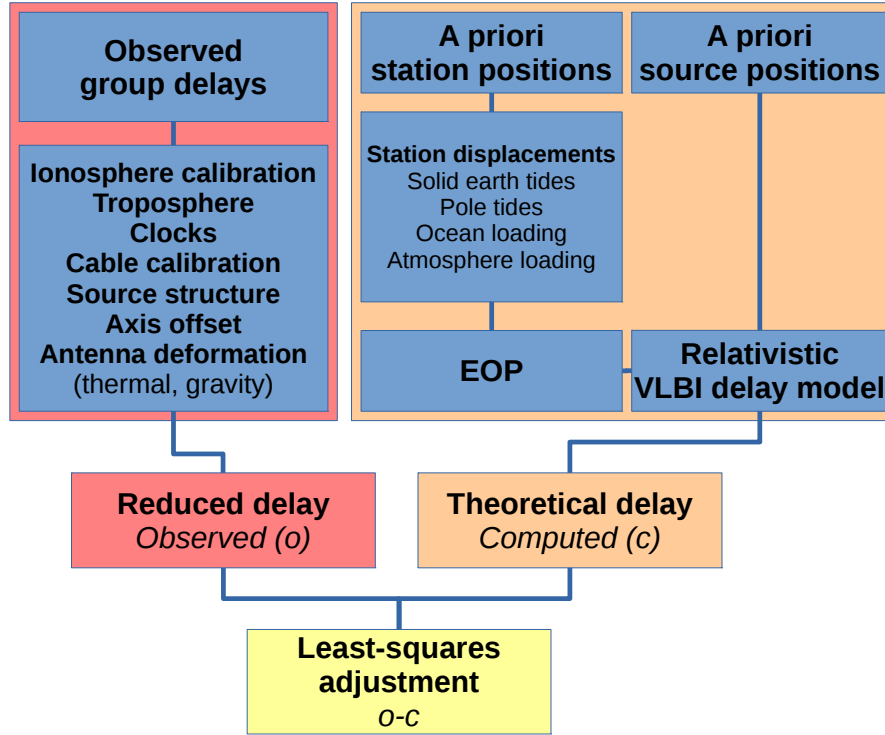 Observed
group delays
Ionosphere calibration
Troposphere
Clocks
Cable calibration
Source structure
Axis offset
Antenna deformation
(thermal, gravity)
A priori
station positions
A priori
source positions
Station displacements
Solid earth tides
Pole tides
Ocean loading
Atmosphere loading
EOP
Relativistic
VLBI delay model
Reduced delay
Observed (o)
Theoretical delay
Computed (c)
Least-squares
adjustment
o-c